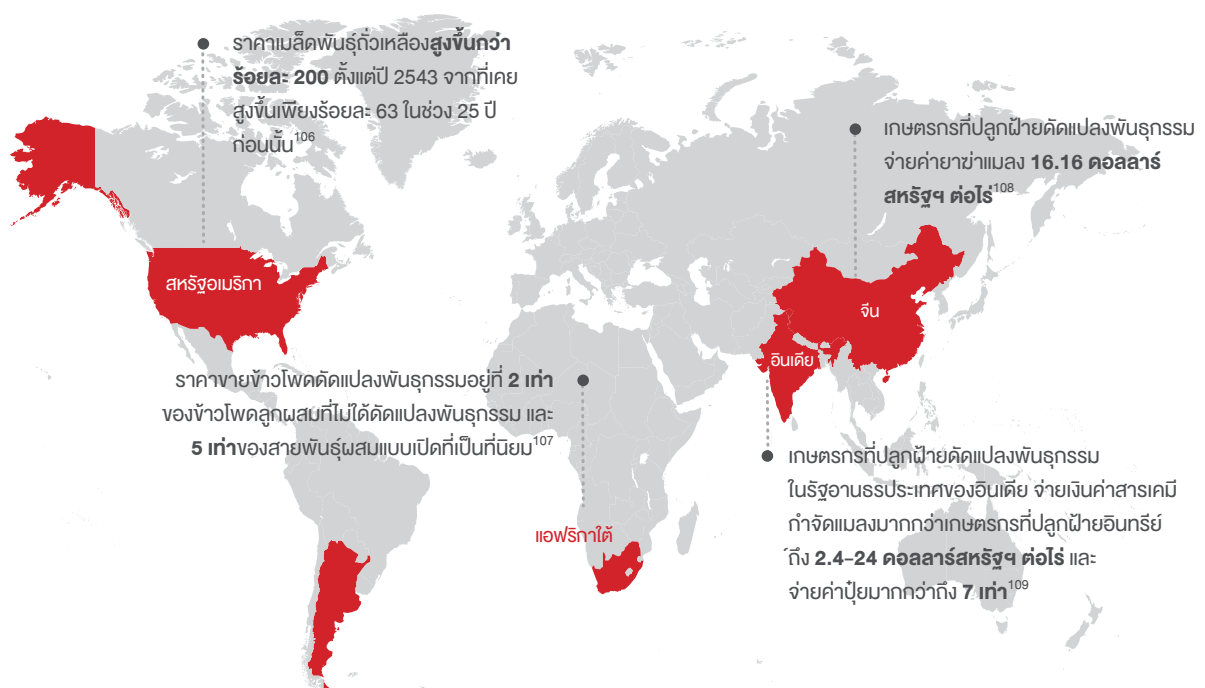 ราคาเมล็ดพันธุ์ถั่วเหลืองสูงขึ้นกว่า
ร้อยละ 200 ตั้งแต่ปี 2543 จากที่เคย
สูงขึ้นเพียงร้อยละ 63 ในช่วง 25 ปี
ก่อนนั้น106
เกษตรกรที่ปลูกฝ้ายดัดแปลงพันธุกรรม
จ่ายค่ายาฆ่าแมลง 16.16 ดอลลาร์
สหรัฐฯ ต่อไร่108
สหรัฐอเมริกา
จีน
อินเดีย
ราคาขายข้าวโพดดัดแปลงพันธุกรรมอยู่ที่ 2 เท่า
ของข้าวโพดลูกผสมที่ไม่ได้ดัดแปลงพันธุกรรม และ
5 เท่าของสายพันธุ์ผสมแบบเปิดที่เป็นที่นิยม107
แอฟริกาใต้
เกษตรกรที่ปลูกฝ้ายดัดแปลงพันธุกรรม
ในรัฐอานธรประเทศของอินเดีย จ่ายเงินค่าสารเคมี
กำจัดแมลงมากกว่าเกษตรกรที่ปลูกฝ้ายอินทรีย์
ถึง 2.4–24 ดอลลาร์สหรัฐฯ ต่อไร่ และ
จ่ายค่าปุ๋ยมากกว่าถึง 7 เท่า109